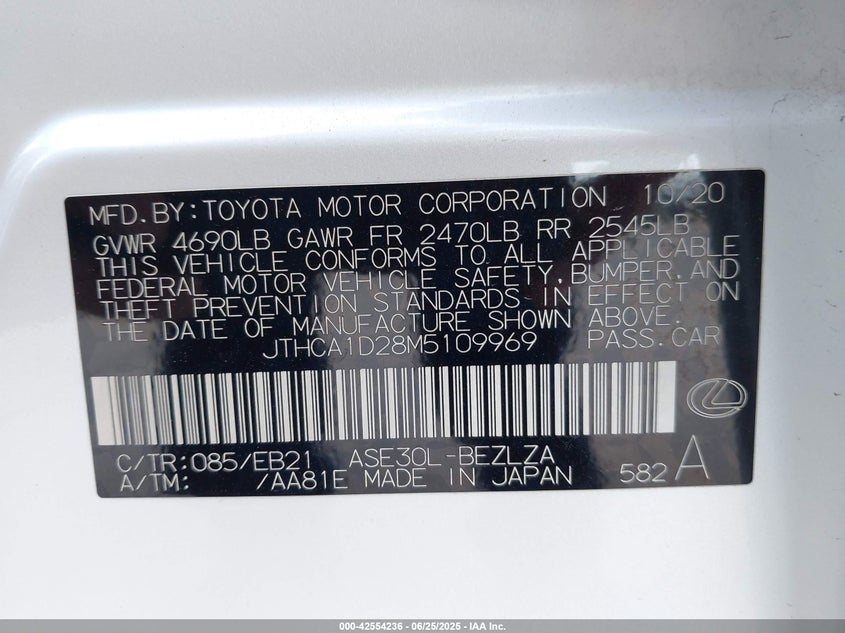 MFD.BY:TOYOTA MOTOR CORPORATION 10/20
GVWR 4690LB GAWR FR 2470LB RR 2545LB
THIS VEHICLE CONFORMS TO ALL APPLICABLE
FEDERAL MOTOR VEHICLE SAFETY,BUMPER,AND
THEFT PREVENTION STANDARDS IN EFFECT ON
THE DATE OF MANUFACTURE SHOWN ABOVE.
JTHCA1D28M5109969 PASS.CAR
C/TR:085/EB21 ASE30L-BEZLZA
A/TM: /AA81E MADE IN JAPAN 582 A
000-42554236 - 06/25/2025 - IAA Inc.